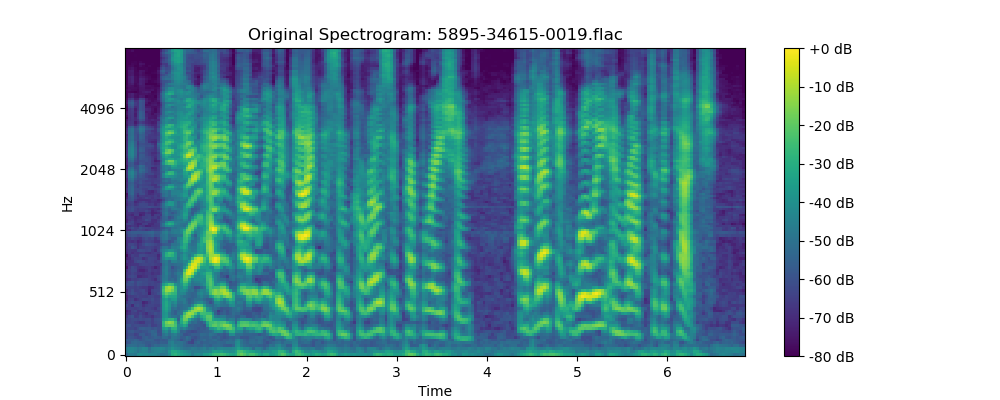 Original Spectrogram: 5895-34615-0019.flac
Hz
4096
2048
1024
512
0
0 1 2 3 4 5 6
Time
+0 dB
-10 dB
-20 dB
-30 dB
-40 dB
-50 dB
-60 dB
-70 dB
-80 dB